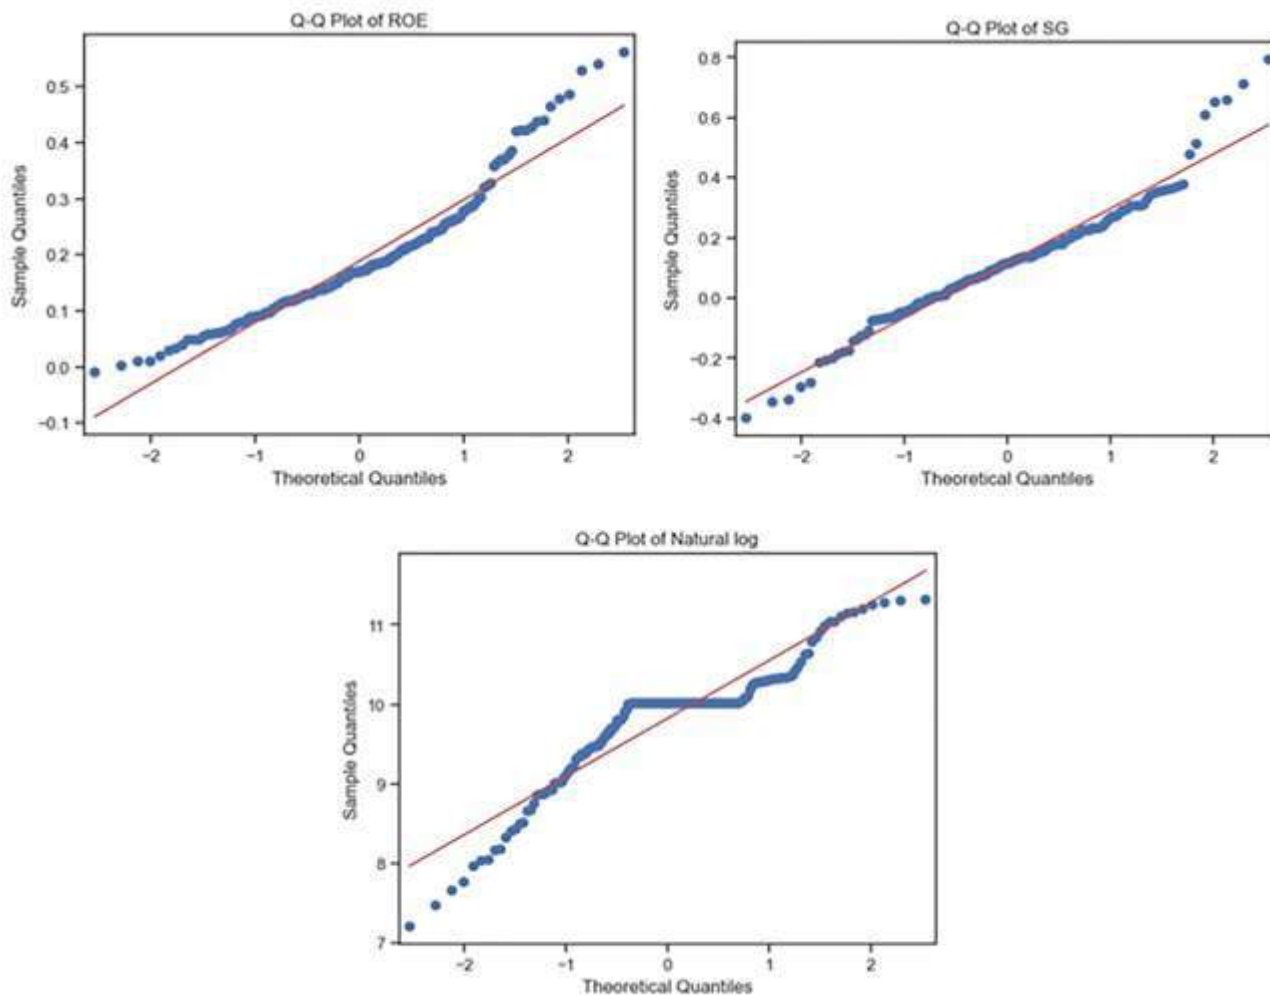 Q-Q Plot of ROE
0.5
0.4
0.3
0.2
0.1
0.0
−0.1
Sample Quantiles
−2 −1 0 1 2
Theoretical Quantiles
Q-Q Plot of SG
0.8
0.6
0.4
0.2
0.0
−0.2
−0.4
Sample Quantiles
−2 −1 0 1 2
Theoretical Quantiles
Q-Q Plot of Natural log
11
10
9
8
7
Sample Quantiles
−2 −1 0 1 2
Theoretical Quantiles